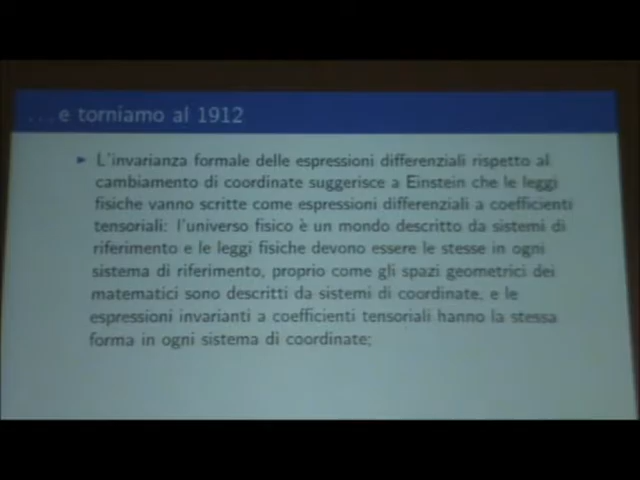 ...e torniamo al 1912
L'invarianza formale delle espressioni differenziali rispetto al
cambiamento di coordinate suggerisce a Einstein che le leggi
fisiche vanno scritte come espressioni differenziali a coefficienti
tensoriali: l'universo fisico è un mondo descritto da sistemi di
riferimento e le leggi fisiche devono essere le stesse in ogni
sistema di riferimento, proprio come gli spazi geometrici dei
matematici sono descritti da sistemi di coordinate, e le
espressioni invarianti a coefficienti tensoriali hanno la stessa
forma in ogni sistema di coordinate;